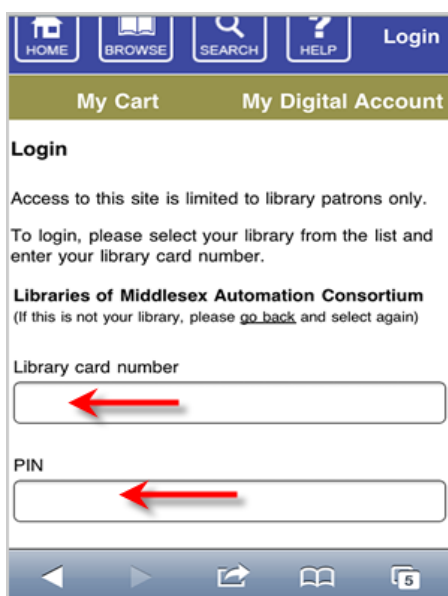 HOME BROWSE SEARCH HELP Login
My Cart My Digital Account
Login
Access to this site is limited to library patrons only.
To login, please select your library from the list and
enter your library card number.
Libraries of Middlesex Automation Consortium
(If this is not your library, please go back and select again)
Library card number
PIN
5